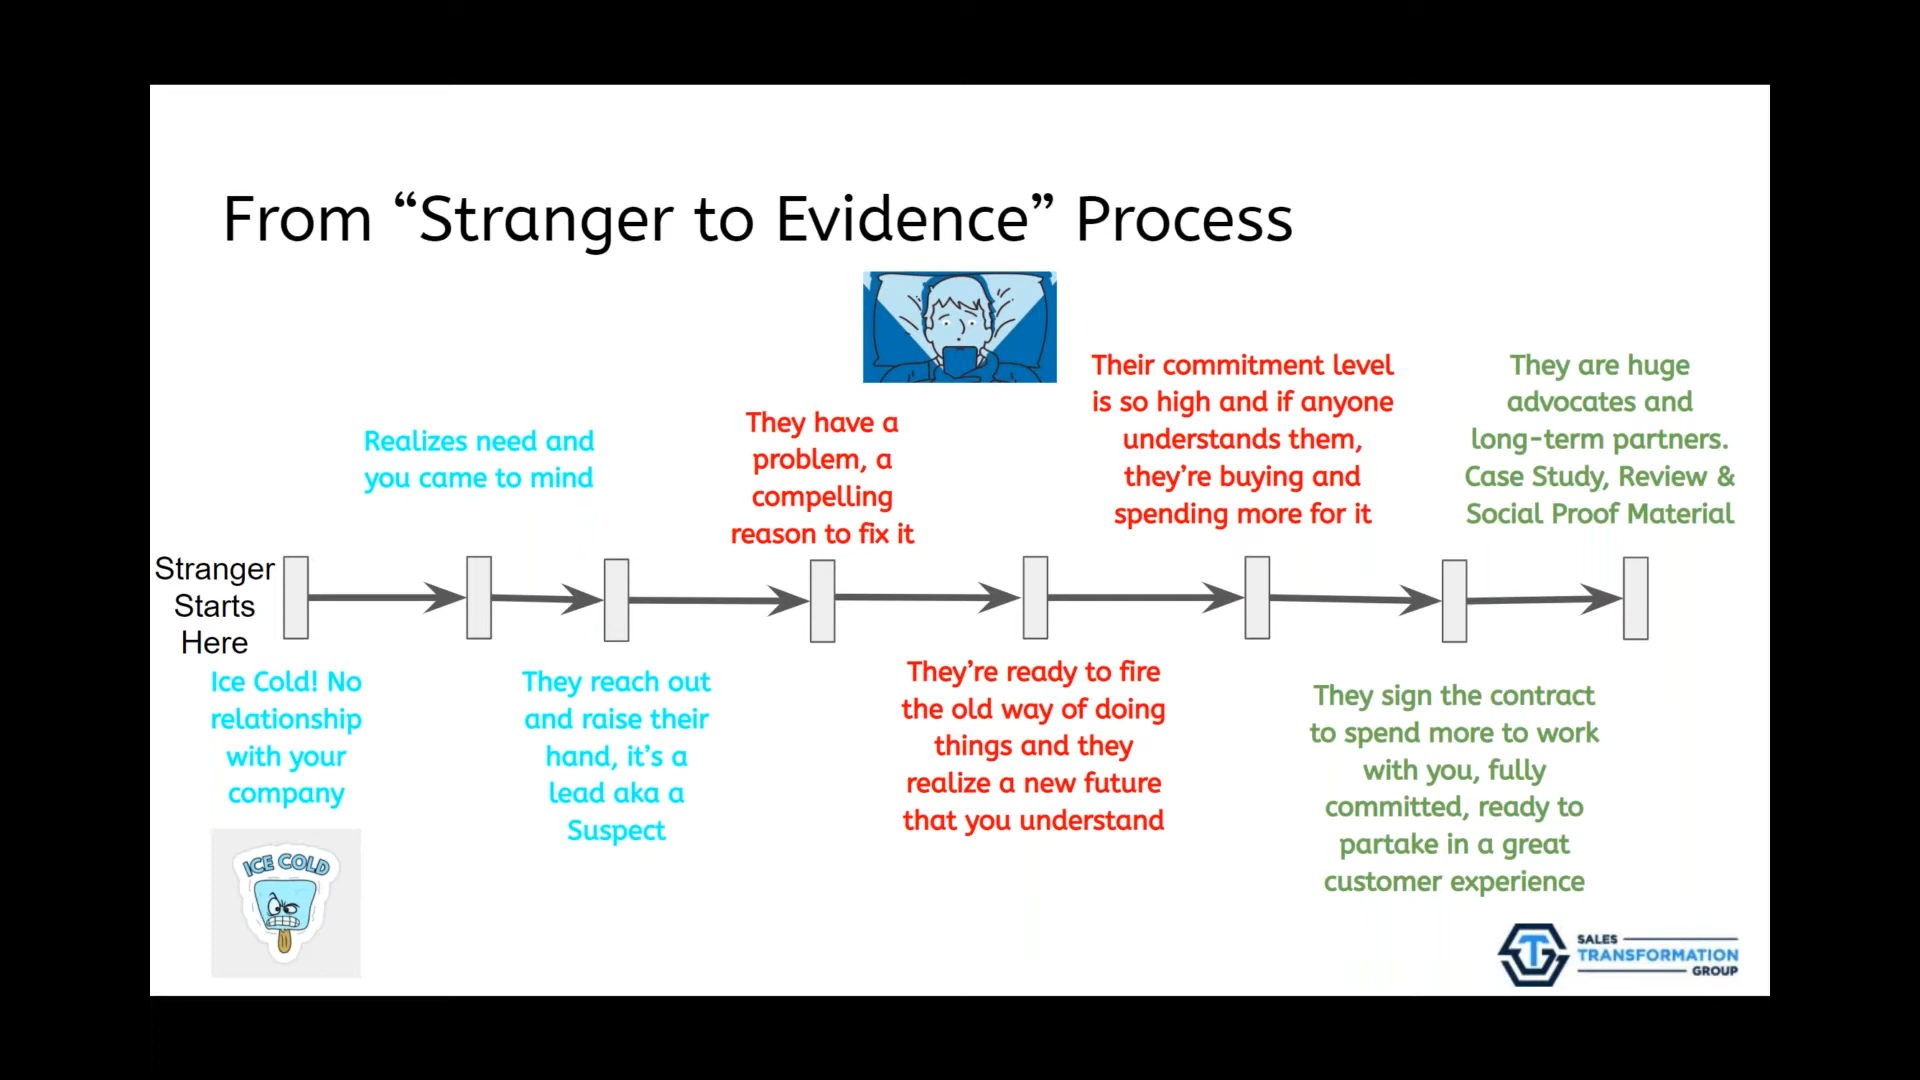 From “Stranger to Evidence” Process
Realizes need and
you came to mind
They have a
problem, a
compelling
reason to fix it
Their commitment level
is so high and if anyone
understands them,
they’re buying and
spending more for it
They are huge
advocates and
long-term partners.
Case Study, Review &
Social Proof Material
Stranger
Starts
Here
Ice Cold! No
relationship
with your
company
They reach out
and raise their
hand, it’s a
lead aka a
Suspect
They’re ready to fire
the old way of doing
things and they
realize a new future
that you understand
They sign the contract
to spend more to work
with you, fully
committed, ready to
partake in a great
customer experience
ICE COLD
SALES
TRANSFORMATION
GROUP